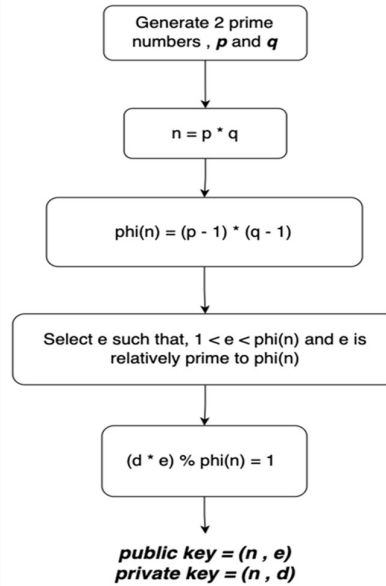 Generate 2 prime
numbers , p and q
n = p * q
phi(n) = (p - 1) * (q - 1)
Select e such that, 1 < e < phi(n) and e is
relatively prime to phi(n)
(d * e) % phi(n) = 1
public key = (n , e)
private key = (n , d)